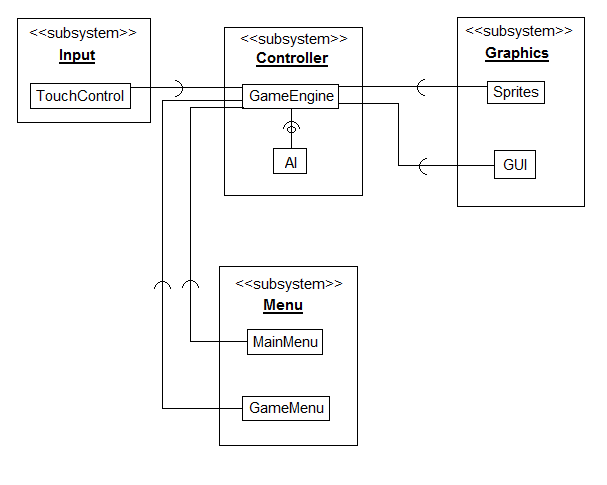 <<subsystem>>
Input
TouchControl
<<subsystem>>
Controller
GameEngine
AI
<<subsystem>>
Graphics
Sprites
GUI
<<subsystem>>
Menu
MainMenu
GameMenu